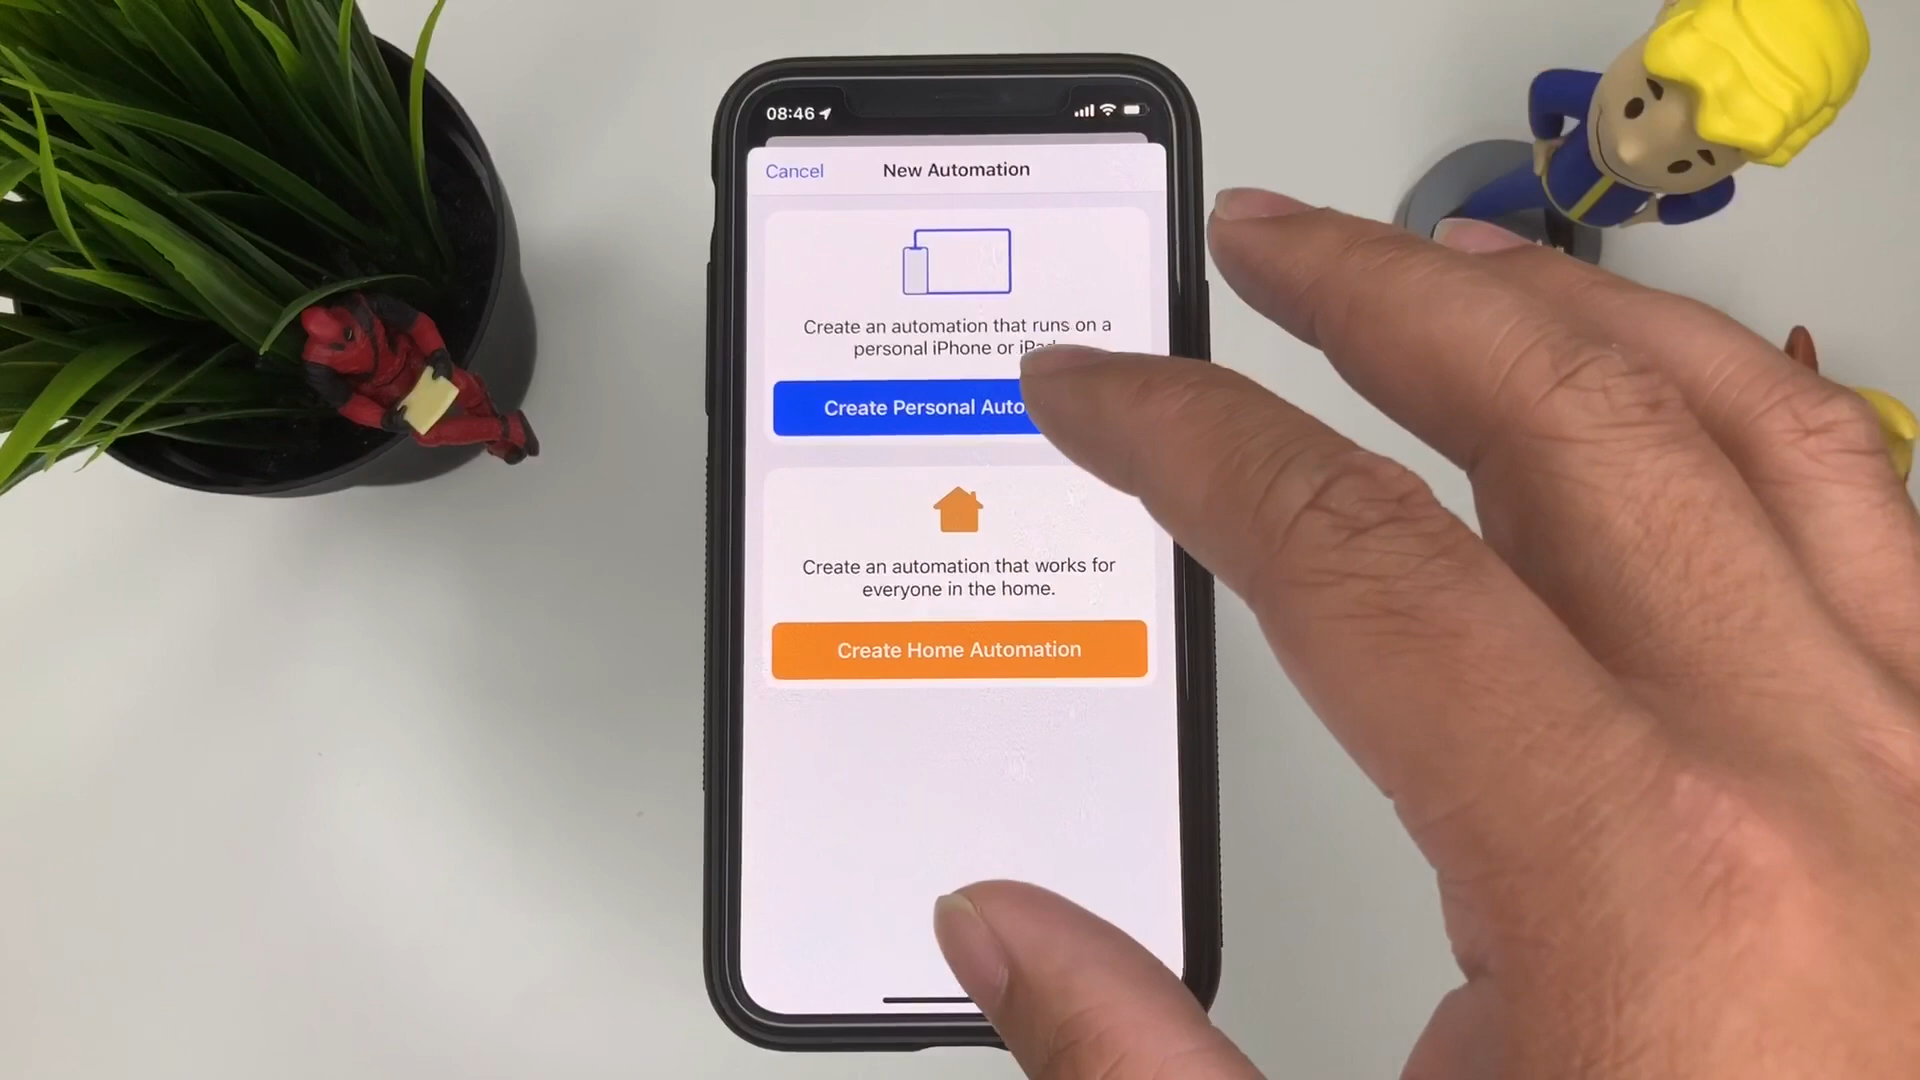 08:46
Cancel
New Automation
Create an automation that runs on a
personal iPhone or
Create Personal
Create an automation that works for
everyone in the home.
Create Home Automation